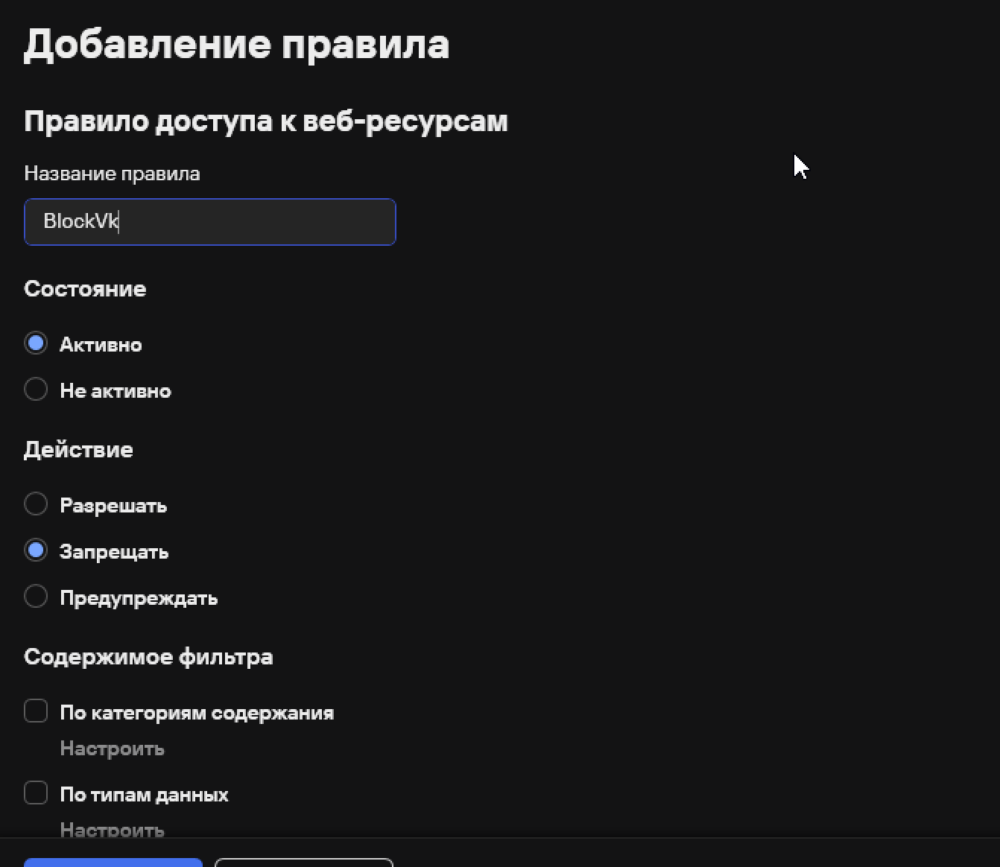 Добавление правила
Правило доступа к веб-ресурсам
Название правила
BlockVk
Состояние
Активно
Не активно
Действие
Разрешать
Запрещать
Предупреждать
Содержимое фильтра
По категориям содержания
Настроить
По типам данных
Настроить